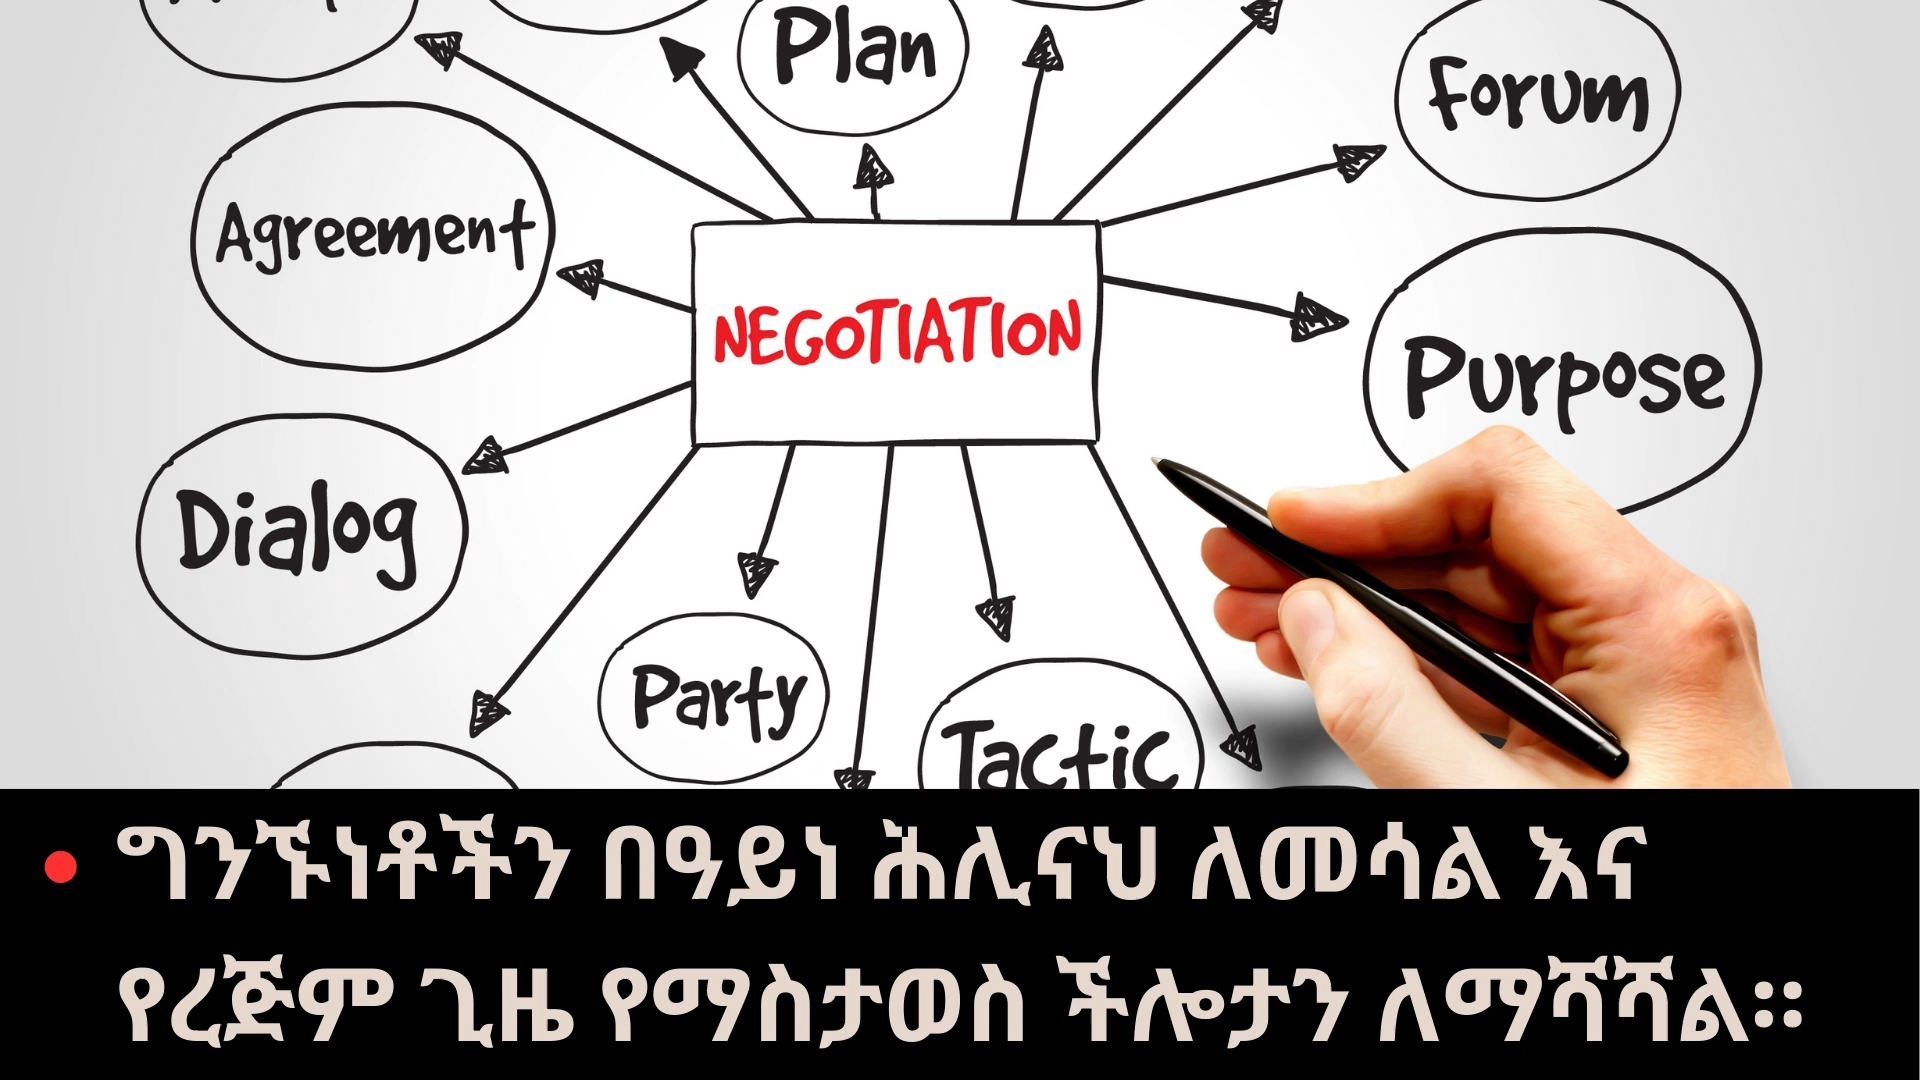 Plan
Forum
Agreement
NEGOTIATION
Purpose
Dialog
Party
Tactic
• ግንኙነቶችን በዓይነ ሕሊናህ ለመሳል እና
የረጅም ጊዜ የማስታወስ ችሎታን ለማሻሻል።